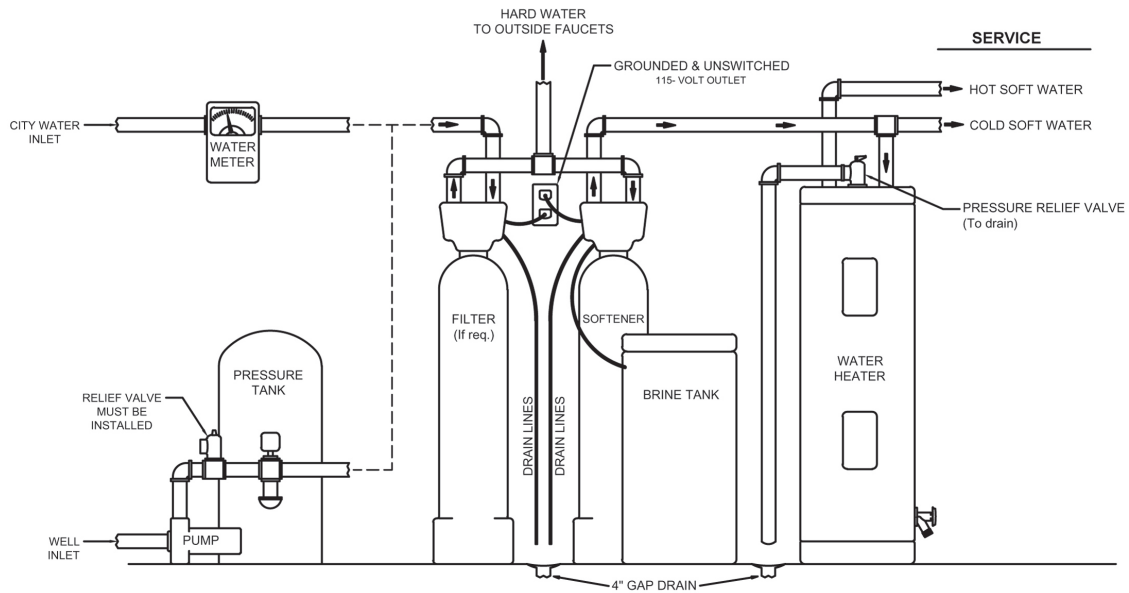 HARD WATER
TO OUTSIDE FAUCETS
SERVICE
GROUNDED & UNSWITCHED
115- VOLT OUTLET
HOT SOFT WATER
CITY WATER
INLET
WATER
METER
COLD SOFT WATER
PRESSURE RELIEF VALVE
(To drain)
FILTER
(If req.)
SOFTENER
PRESSURE
TANK
WATER
HEATER
BRINE TANK
RELIEF VALVE
MUST BE
INSTALLED
DRAIN LINES
DRAIN LINES
WELL
INLET
PUMP
4" GAP DRAIN